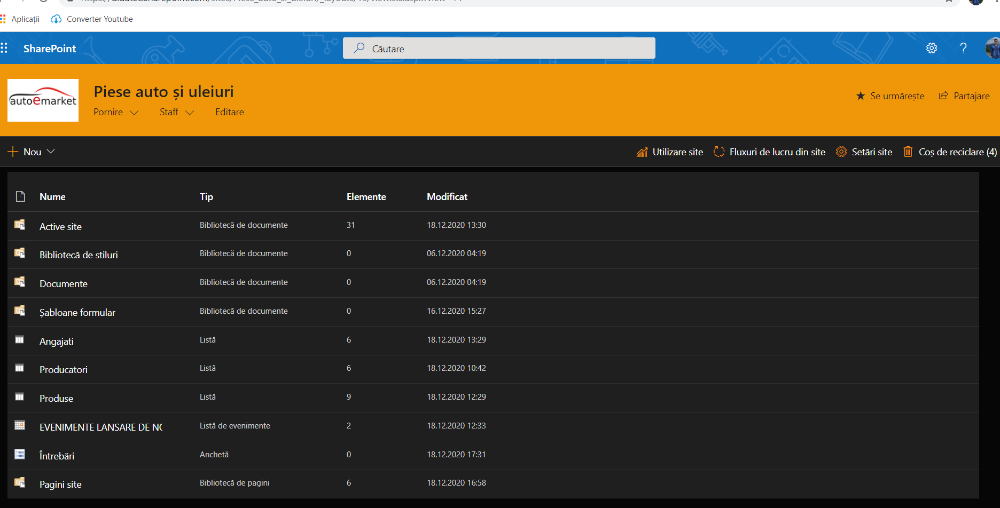 Aplicații Converter Youtube
SharePoint
Căutare
autoemarket
Piese auto și uleiuri
Pornire Staff Editare
Se urmărește Partajare
Nou
Utilizare site Fluxuri de lucru din site Setări site Coș de reciclare (4)
Nume Tip Elemente Modificat
Active site Bibliotecă de documente 31 18.12.2020 13:30
Bibliotecă de stiluri Bibliotecă de documente 0 06.12.2020 04:19
Documente Bibliotecă de documente 0 06.12.2020 04:19
Șabloane formular Bibliotecă de documente 0 16.12.2020 15:27
Angajati Listă 6 18.12.2020 13:29
Producatori Listă 6 18.12.2020 10:42
Produse Listă 9 18.12.2020 12:29
EVENIMENTE LANSARE DE Listă de evenimente 2 18.12.2020 12:33
Întrebări Anchetă 0 18.12.2020 17:31
Pagini site Bibliotecă de pagini 6 18.12.2020 16:58